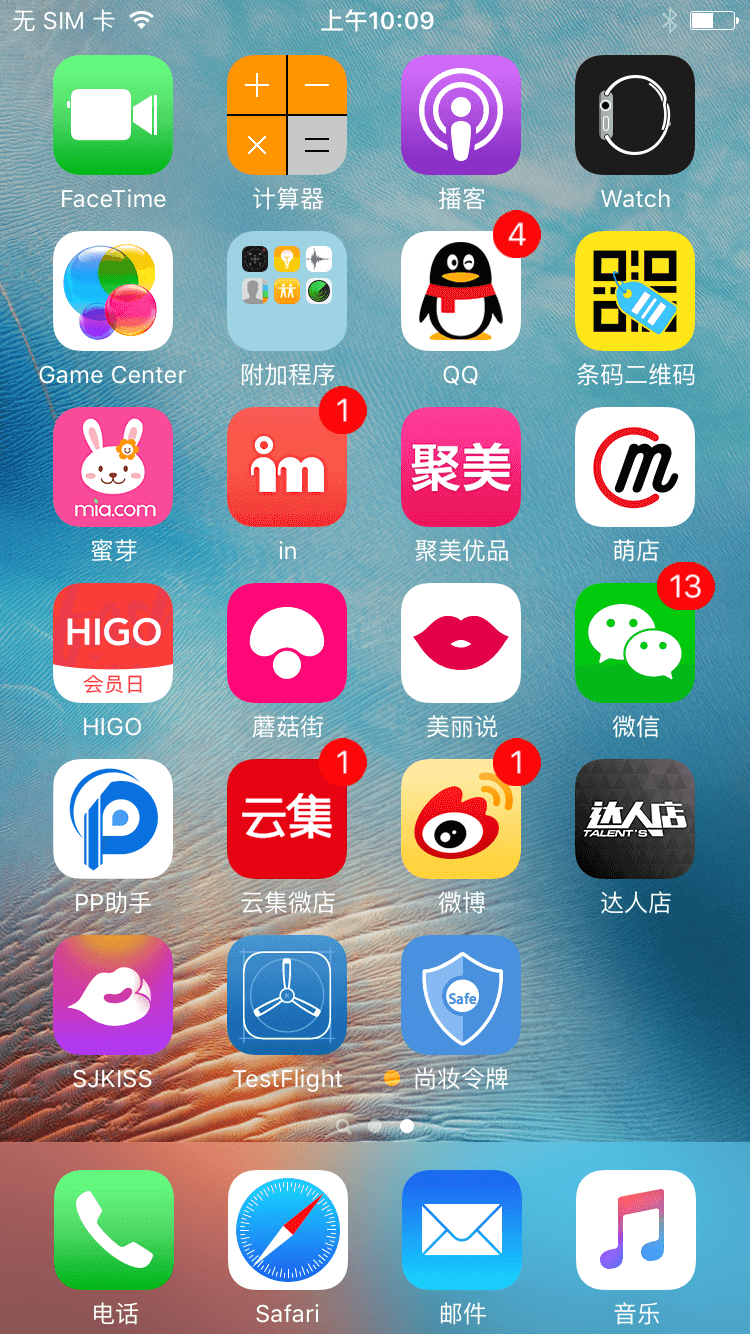 无 SIM 卡 上午10:09
FaceTime 计算器 播客 Watch
4
Game Center 附加程序 QQ 条码二维码
1
mia.com in 聚美 m
蜜芽 in 聚美优品 萌店
13
HIGO
会员日
HIGO 蘑菇街 美丽说 微信
1 1
云集 达人店
TALENT'S
PP助手 云集微店 微博 达人店
Safe
SJKISS TestFlight 尚妆令牌
电话 Safari 邮件 音乐